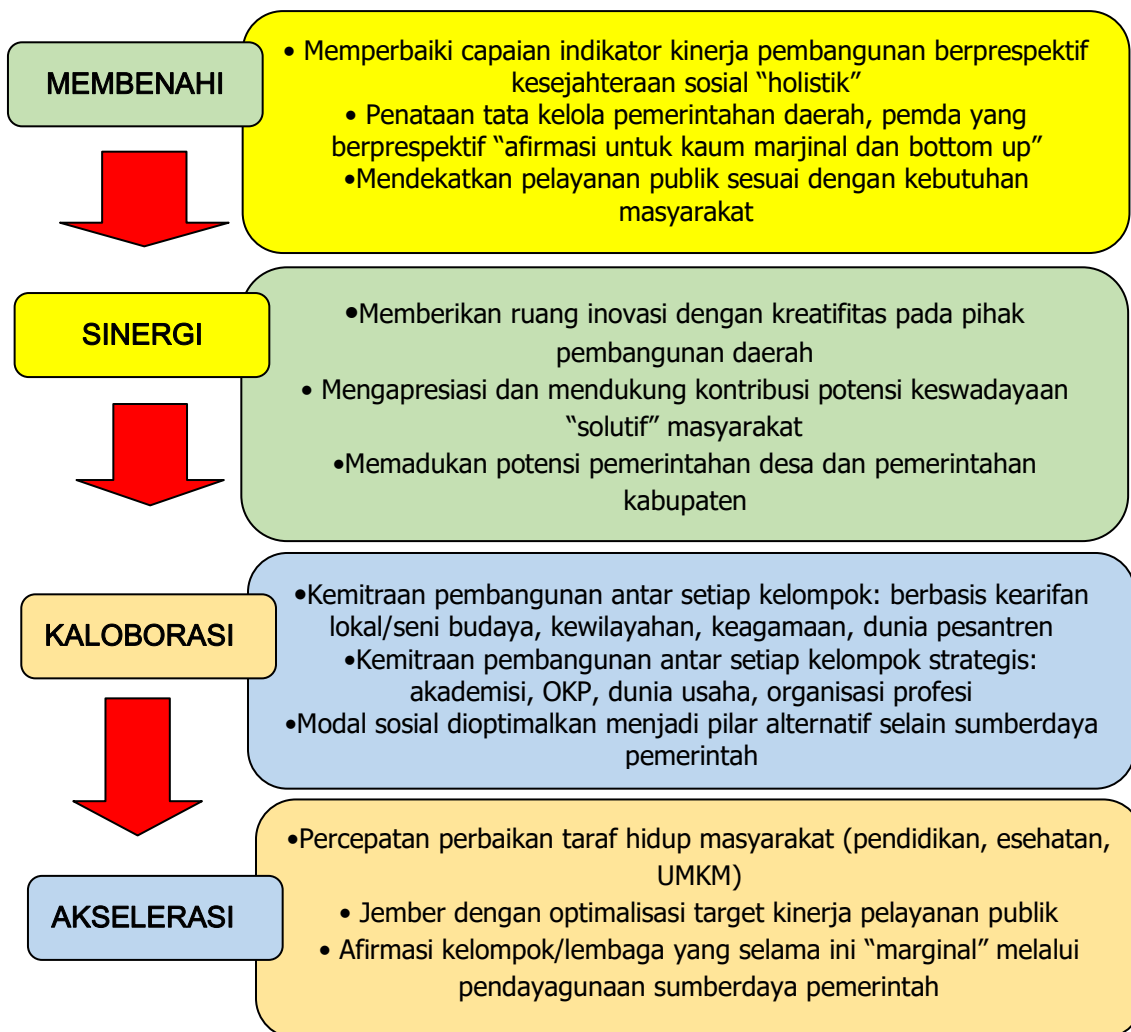 MEMBENAHI
• Memperbaiki capaian indikator kinerja pembangunan berprespektif
kesejahteraan sosial “holistik”
• Penataan tata kelola pemerintahan daerah, pemda yang
berprespektif “afirmasi untuk kaum marjinal dan bottom up”
•Mendekatkan pelayanan publik sesuai dengan kebutuhan
masyarakat
SINERGI
•Memberikan ruang inovasi dengan kreatifitas pada pihak
pembangunan daerah
• Mengapresiasi dan mendukung kontribusi potensi keswadayaan
“solutif” masyarakat
•Memadukan potensi pemerintahan desa dan pemerintahan
kabupaten
KALOBORASI
•Kemitraan pembangunan antar setiap kelompok: berbasis kearifan
lokal/seni budaya, kewilayahan, keagamaan, dunia pesantren
•Kemitraan pembangunan antar setiap kelompok strategis:
akademisi, OKP, dunia usaha, organisasi profesi
•Modal sosial dioptimalkan menjadi pilar alternatif selain sumberdaya
pemerintah
AKSELERASI
•Percepatan perbaikan taraf hidup masyarakat (pendidikan, esehatan,
UMKM)
• Jember dengan optimalisasi target kinerja pelayanan publik
• Afirmasi kelompok/lembaga yang selama ini “marginal” melalui
pendayagunaan sumberdaya pemerintah